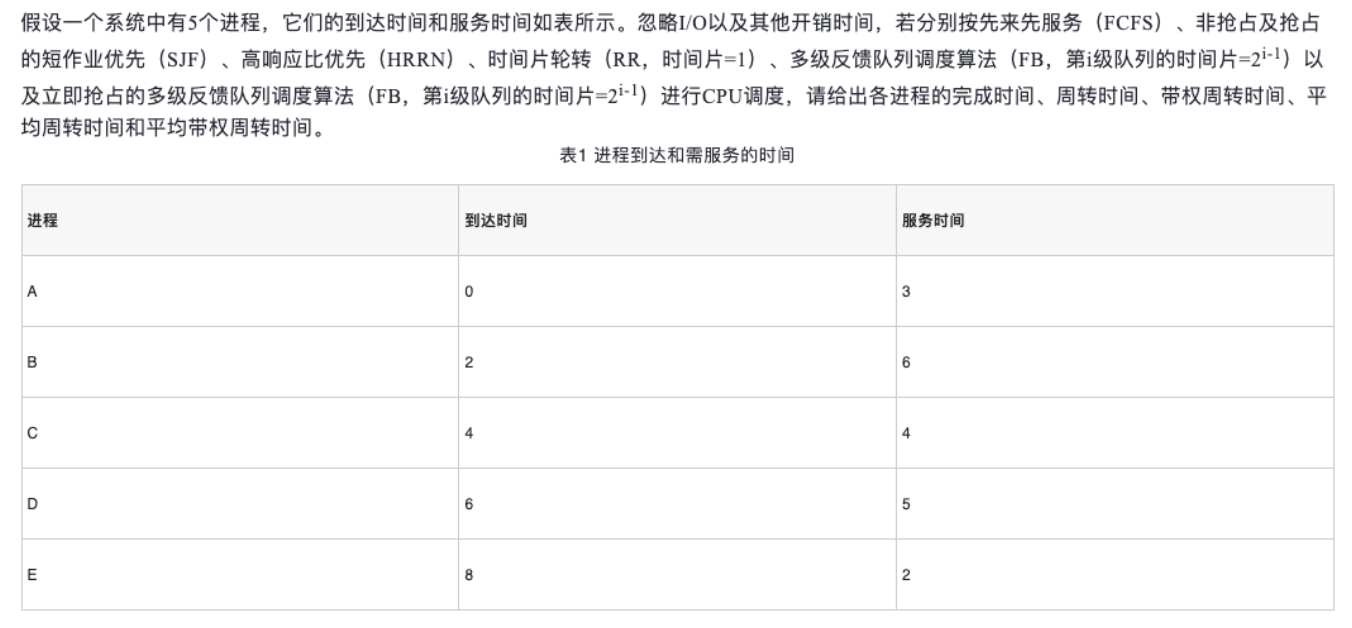 假设一个系统中有5个进程，它们的到达时间和服务时间如表所示。忽略I/O以及其他开销时间，若分别按先来先服务（FCFS）、非抢占及抢占
的短作业优先（SJF）、高响应比优先（HRRN）、时间片轮转（RR，时间片=1）、多级反馈队列调度算法（FB，第i级队列的时间片=2^{i-1}）以
及立即抢占的多级反馈队列调度算法（FB，第i级队列的时间片=2^{i-1}）进行CPU调度，请给出各进程的完成时间、周转时间、带权周转时间、平
均周转时间和平均带权周转时间。
表1 进程到达和需服务的时间
进程 到达时间 服务时间
A 0 3
B 2 6
C 4 4
D 6 5
E 8 2